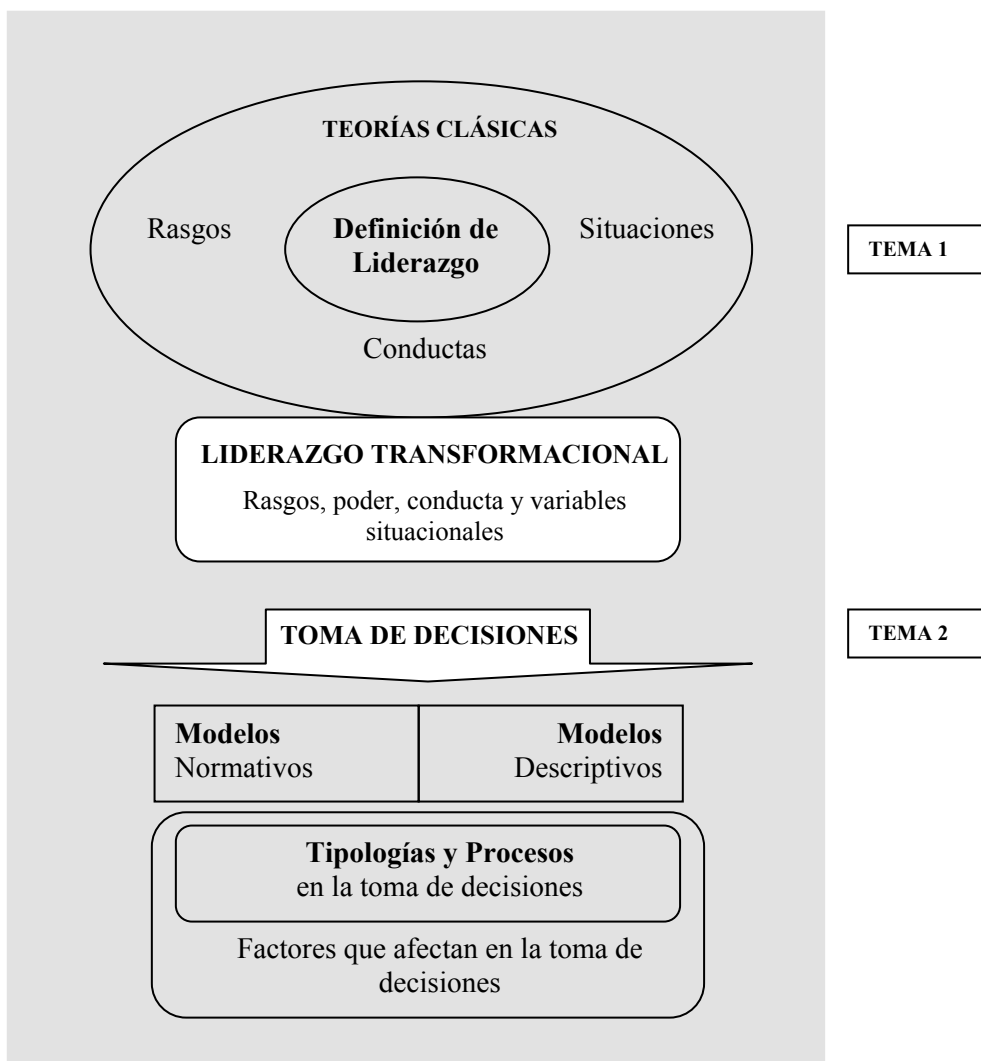 TEORÍAS CLÁSICAS
Rasgos
Definición de
Liderazgo
Situaciones
Conductas
TEMA 1
LIDERAZGO TRANSFORMACIONAL
Rasgos, poder, conducta y variables
situacionales
TOMA DE DECISIONES
TEMA 2
Modelos
Normativos
Modelos
Descriptivos
Tipologías y Procesos
en la toma de decisiones
Factores que afectan en la toma de
decisiones